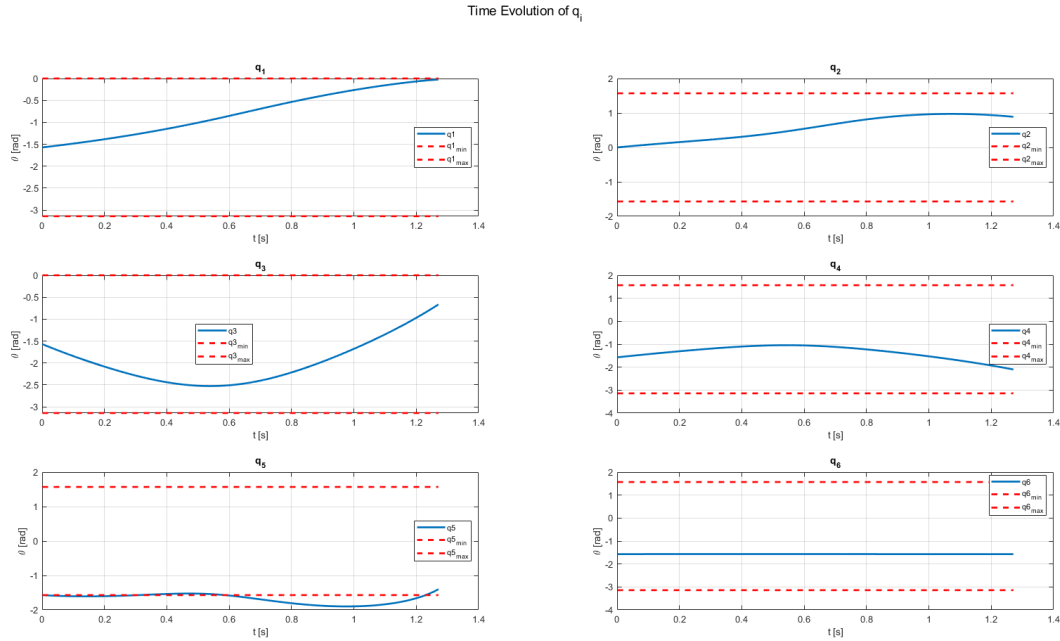 Time Evolution of q_i
q_1
0
-0.5
-1
-1.5
-2
-2.5
-3
θ [rad]
q1
q1_min
q1_max
0 0.2 0.4 0.6 0.8 1 1.2 1.4
t [s]
q_2
2
1
0
-1
-2
θ [rad]
q2
q2_min
q2_max
0 0.2 0.4 0.6 0.8 1 1.2 1.4
t [s]
q_3
0
-0.5
-1
-1.5
-2
-2.5
-3
θ [rad]
q3
q3_min
q3_max
0 0.2 0.4 0.6 0.8 1 1.2 1.4
t [s]
q_4
2
1
0
-1
-2
-3
-4
θ [rad]
q4
q4_min
q4_max
0 0.2 0.4 0.6 0.8 1 1.2 1.4
t [s]
q_5
2
1
0
-1
-2
θ [rad]
q5
q5_min
q5_max
0 0.2 0.4 0.6 0.8 1 1.2 1.4
t [s]
q_6
2
1
0
-1
-2
-3
-4
θ [rad]
q6
q6_min
q6_max
0 0.2 0.4 0.6 0.8 1 1.2 1.4
t [s]